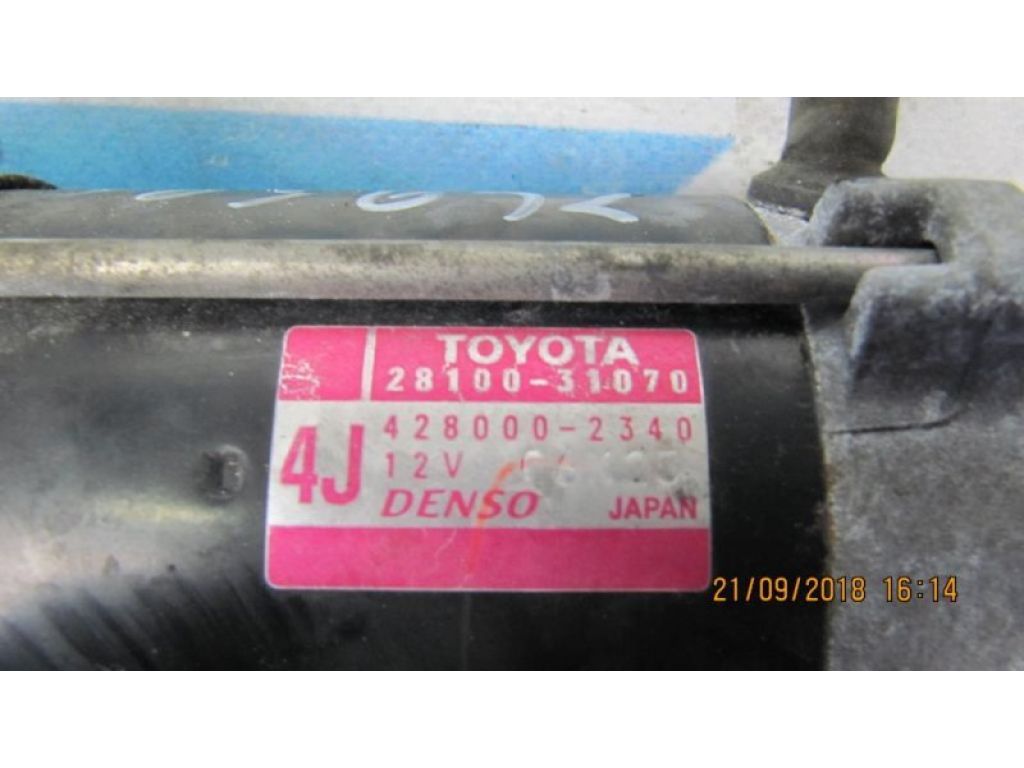 TOYOTA
28100-31070
4J
428000-2340
12V
DENSO JAPAN
21/09/2018 16:14